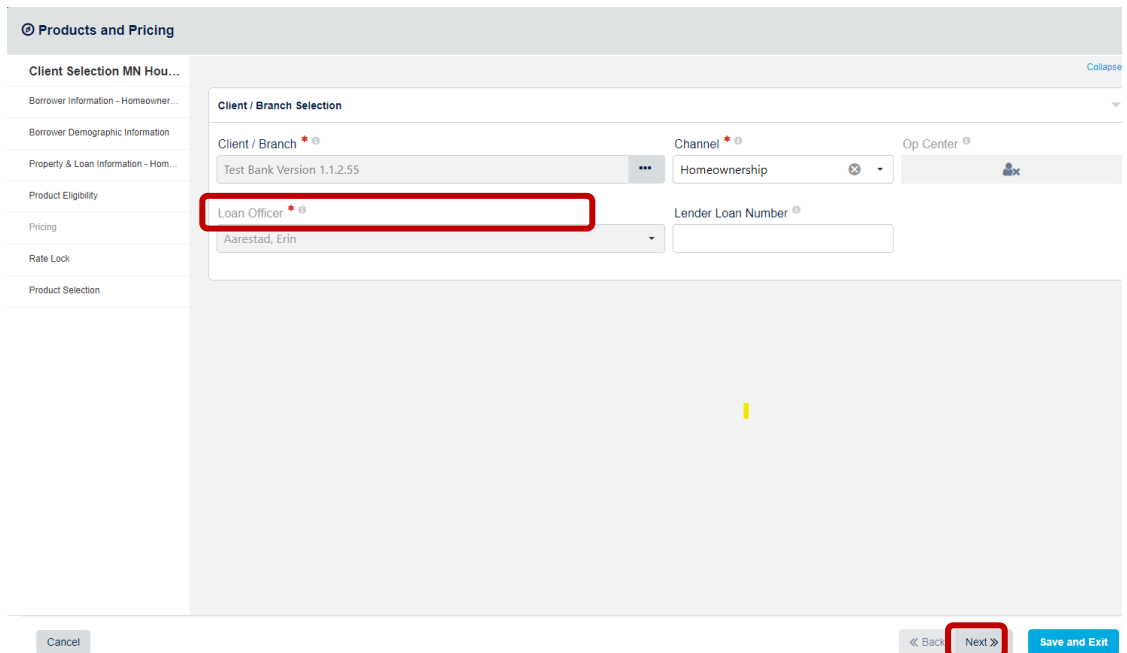 Products and Pricing
Client Selection MN Hou...
Collapse
Borrower Information - Homeowner...
Borrower Demographic Information
Property & Loan Information - Hom...
Product Eligibility
Pricing
Rate Lock
Product Selection
Client / Branch Selection
Client / Branch * Channel * Op Center
Test Bank Version 1.1.2.55 ••• Homeownership
Loan Officer * Lender Loan Number
Aarestad, Erin
Cancel « Back Next » Save and Exit